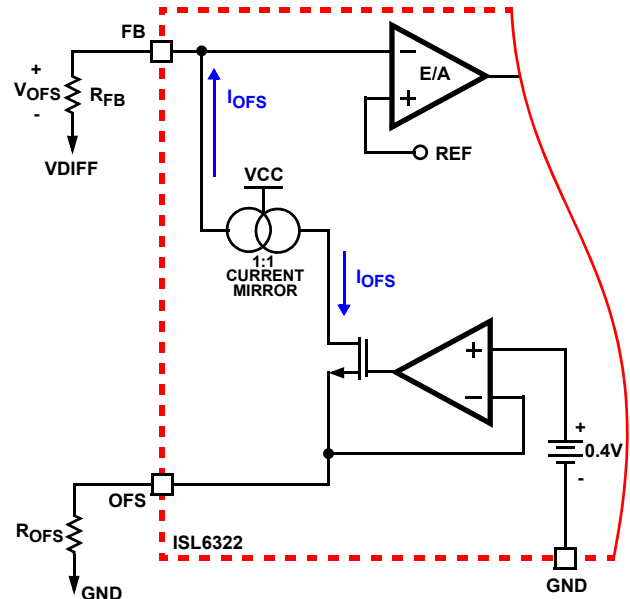 FB
+
VOFS
-
RFB
VDIFF
IOFS
-
E/A
+
REF
VCC
1:1
CURRENT
MIRROR
IOFS
+
-
+
0.4V
-
OFS
ROFS
GND
ISL6322
GND